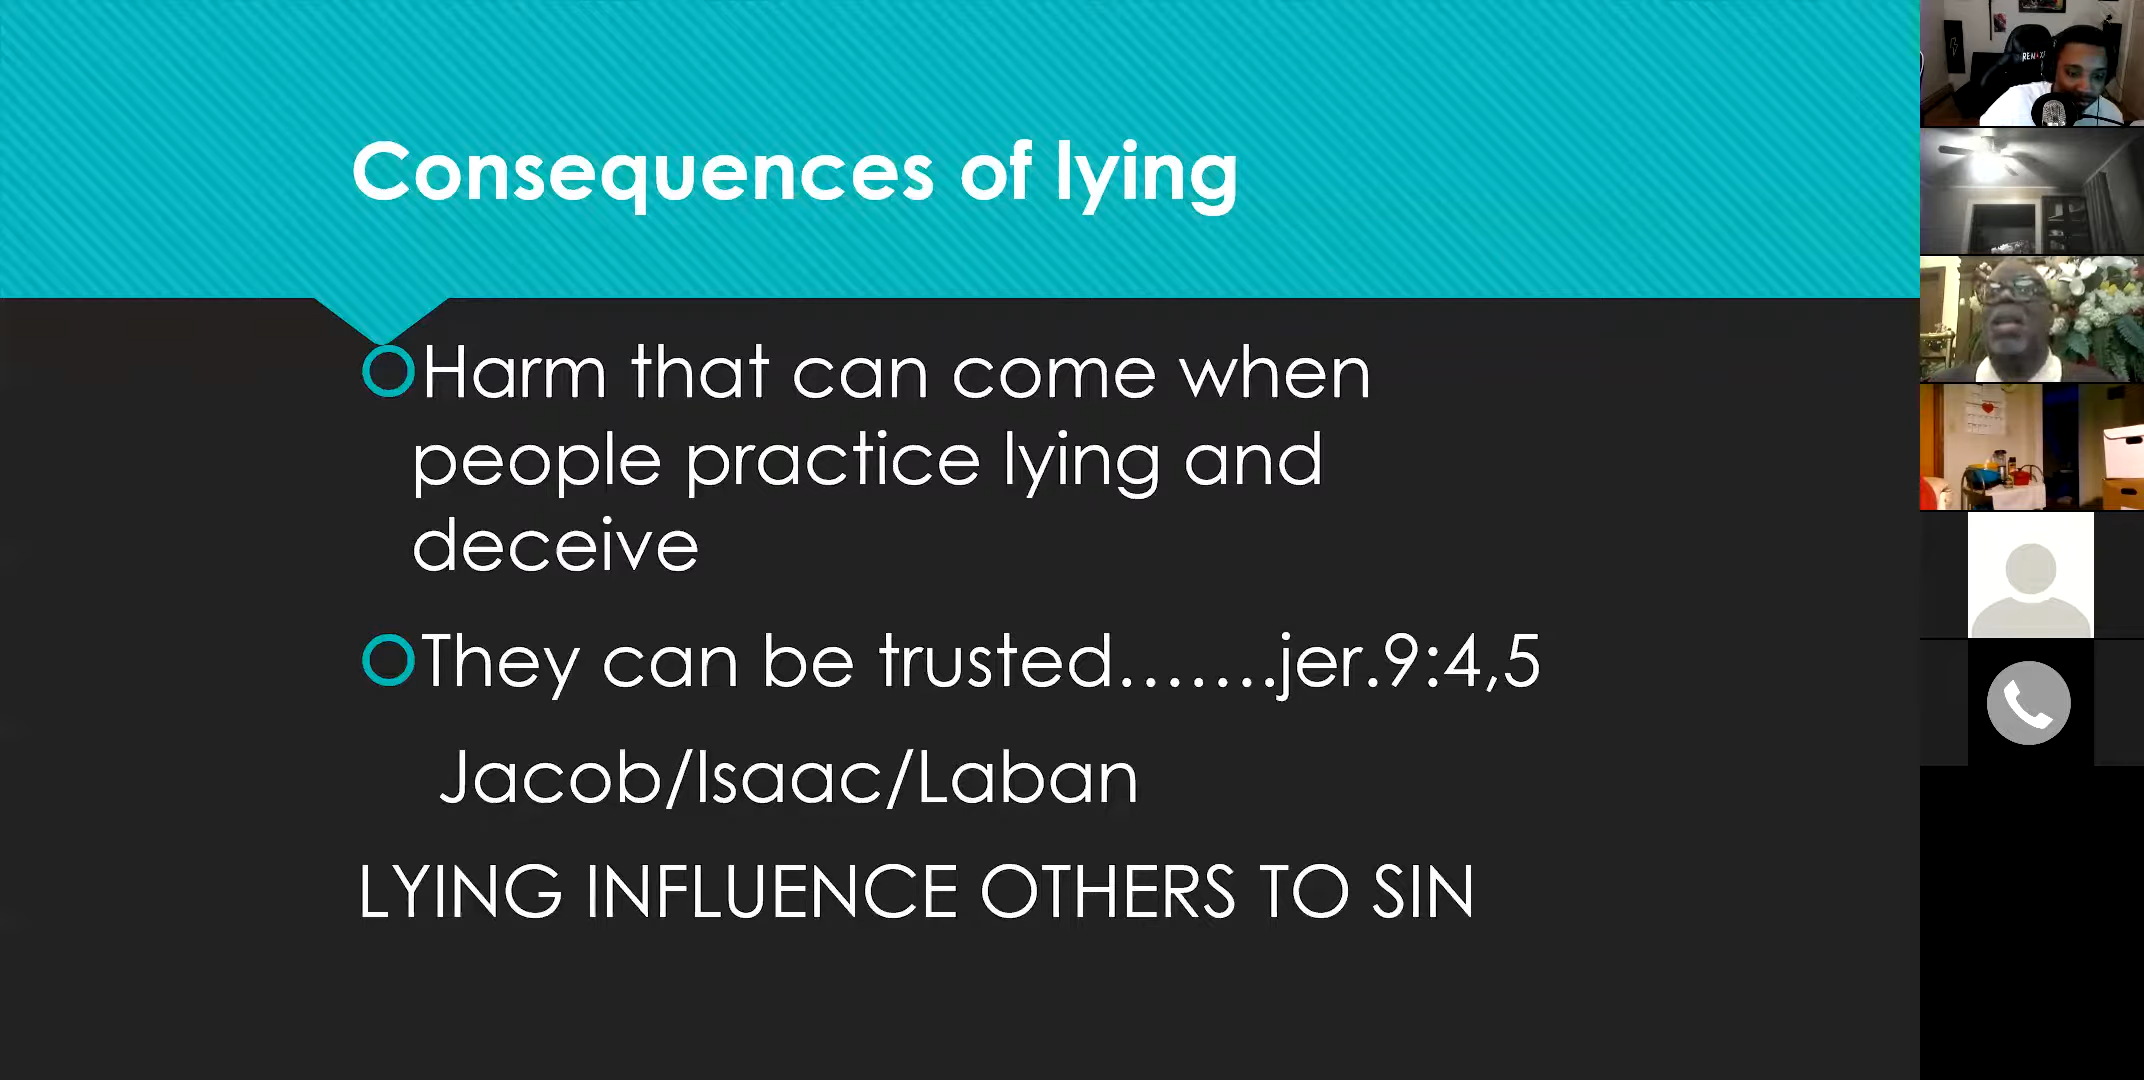 Consequences of lying
Harm that can come when
people practice lying and
deceive
They can be trusted.......jer.9:4,5
Jacob/Isaac/Laban
LYING INFLUENCE OTHERS TO SIN